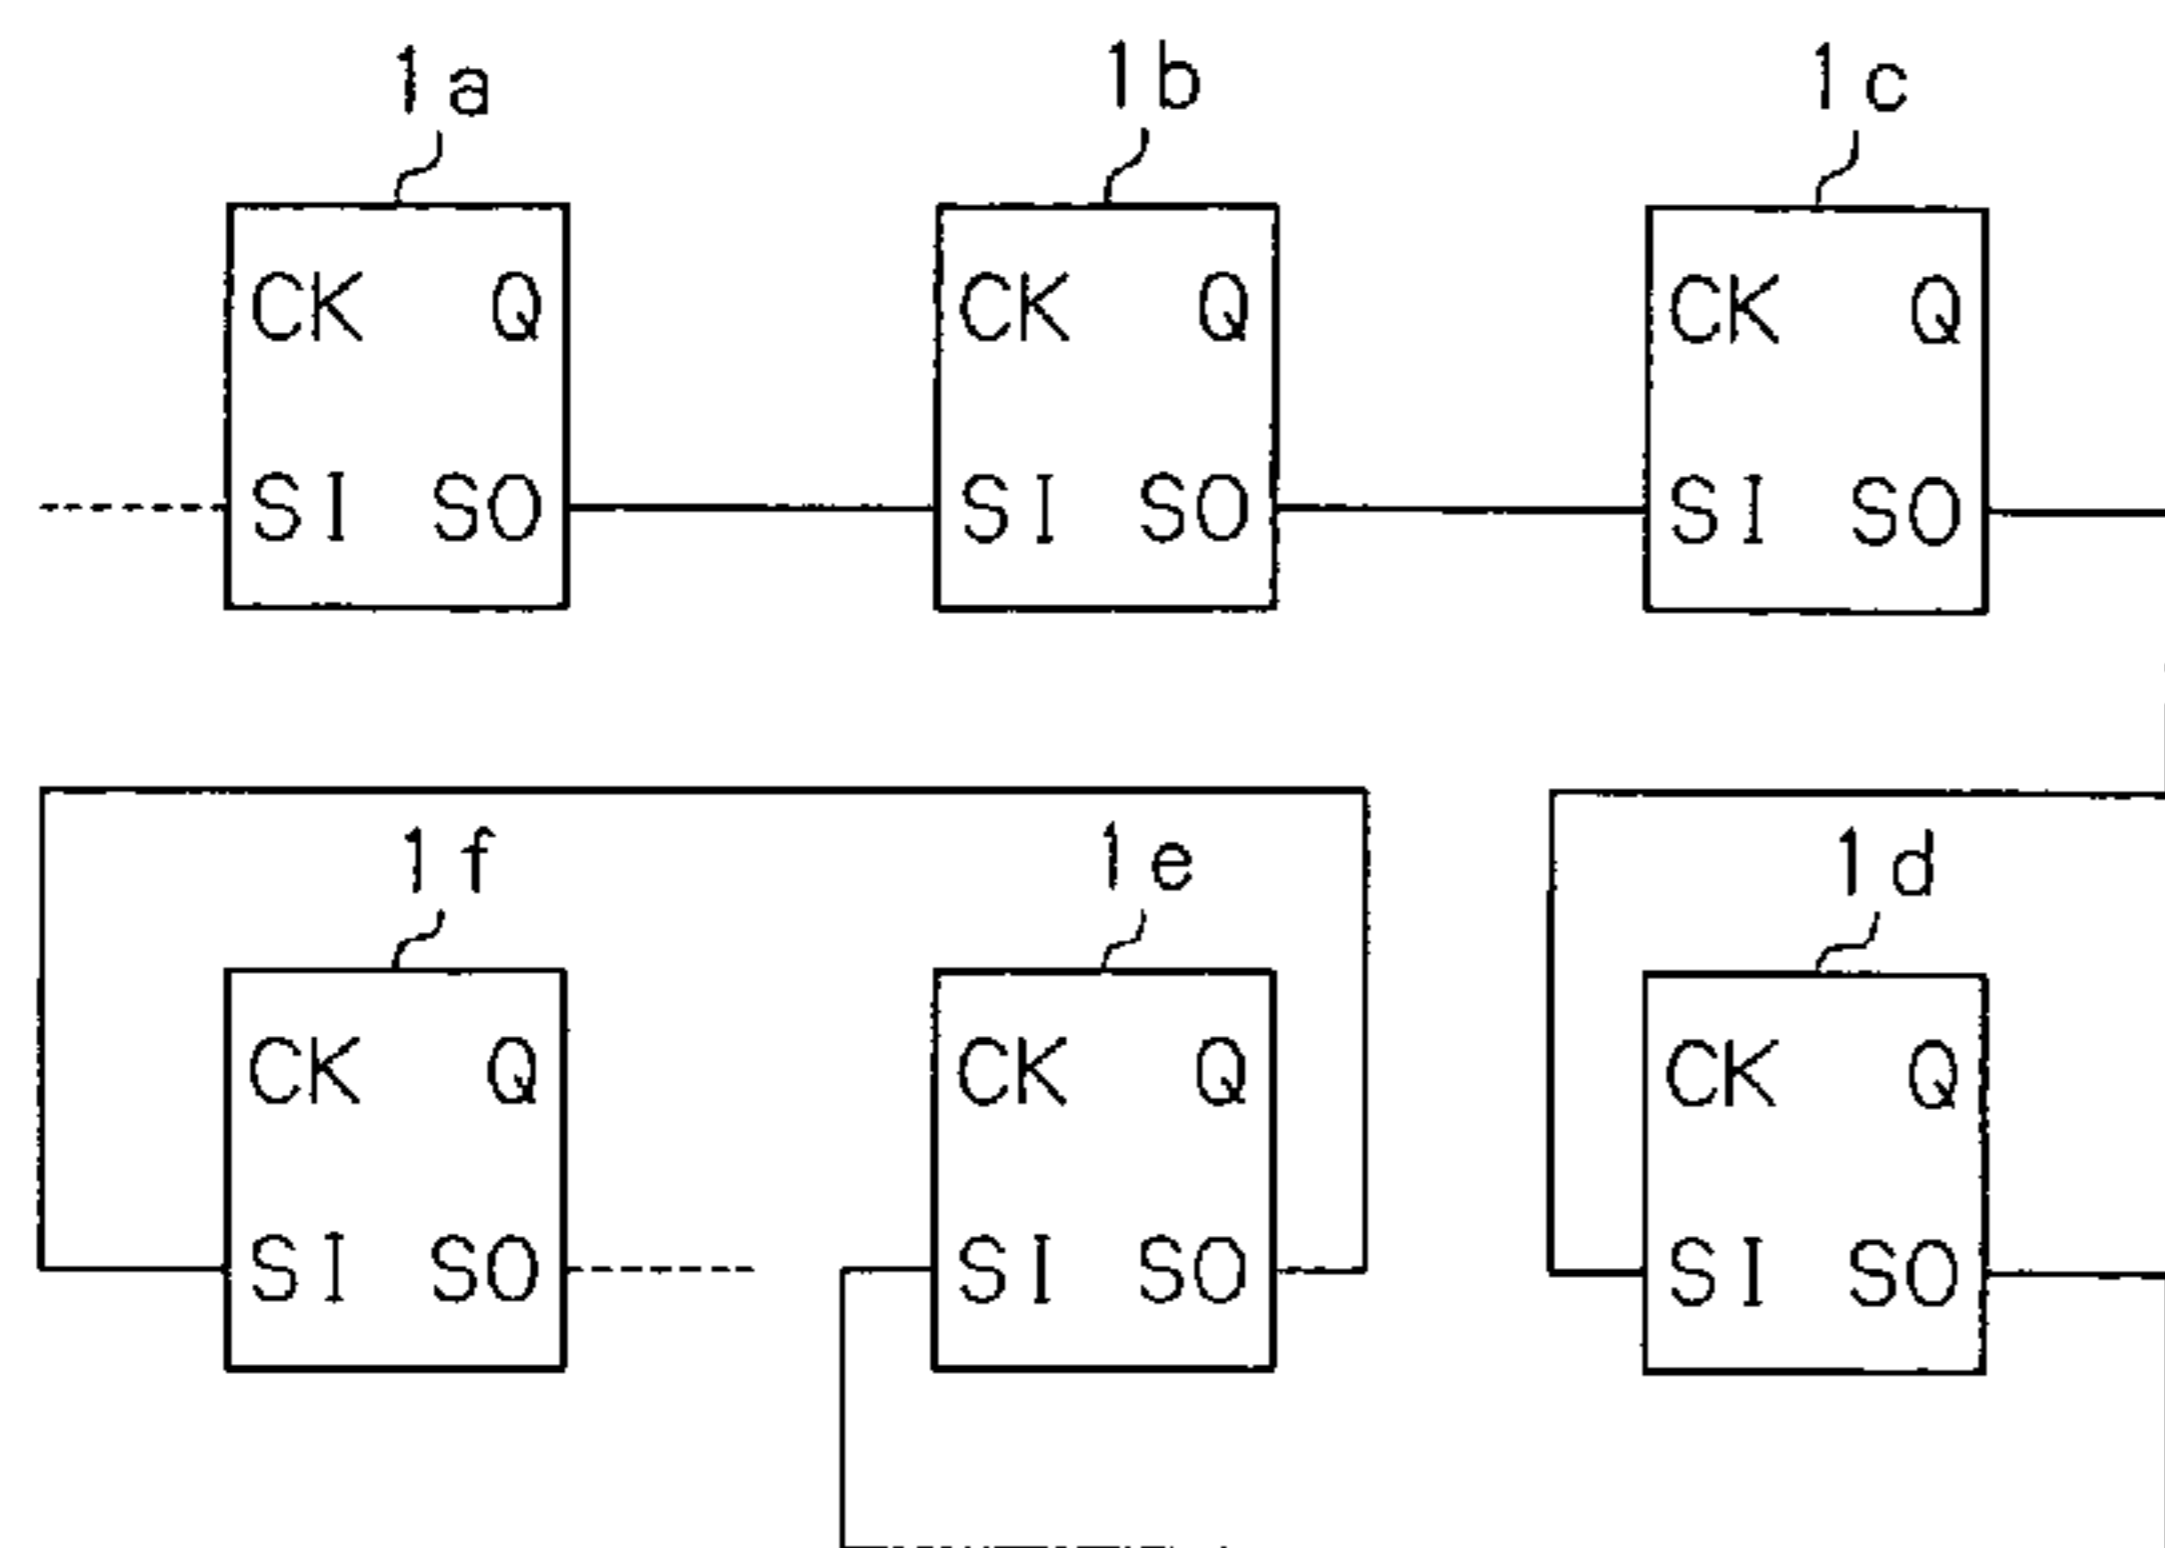 1a 1b 1c
CK Q CK Q CK Q
SI SO SI SO SI SO
1f 1e 1d
CK Q CK Q CK Q
SI SO SI SO SI SO